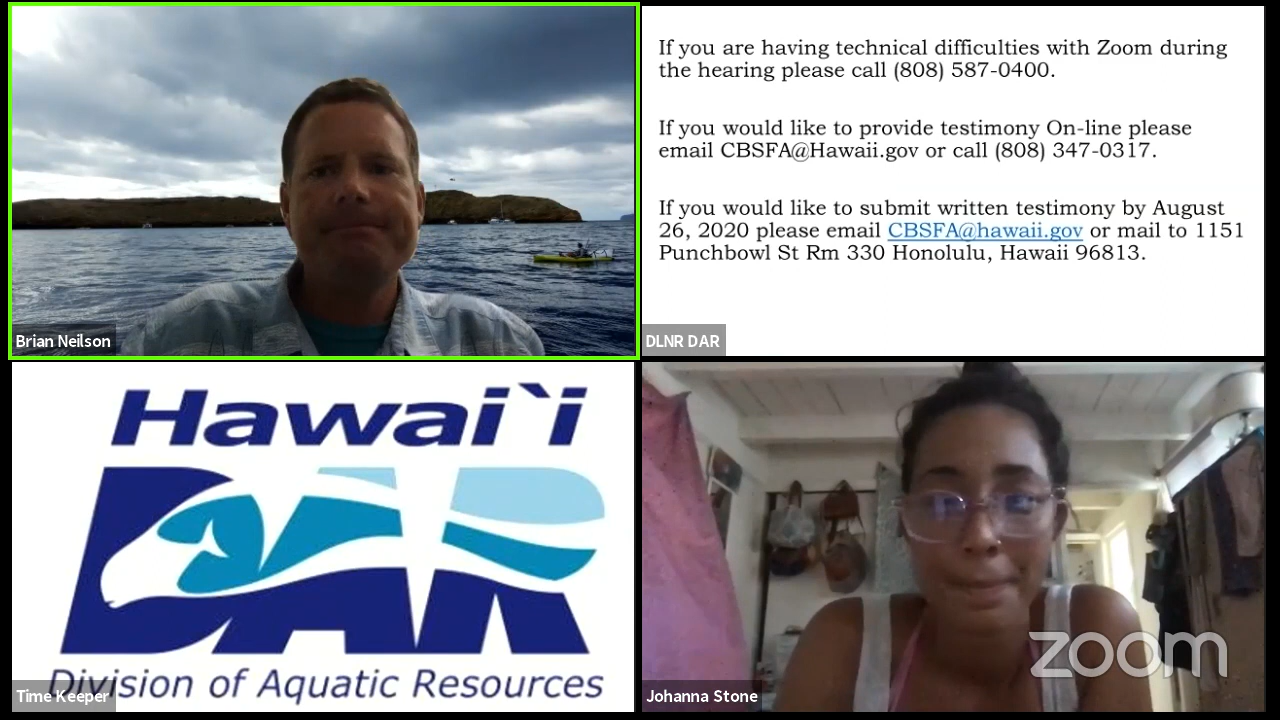 If you are having technical difficulties with Zoom during
the hearing please call (808) 587-0400.
If you would like to provide testimony On-line please
email CBSFA@Hawaii.gov or call (808) 347-0317.
If you would like to submit written testimony by August
26, 2020 please email CBSFA@hawaii.gov or mail to 1151
Punchbowl St Rm 330 Honolulu, Hawaii 96813.
Brian Neilson
DLNR DAR
Hawai`i
DAR
Division of Aquatic Resources
Time Keeper
Johanna Stone
zoom